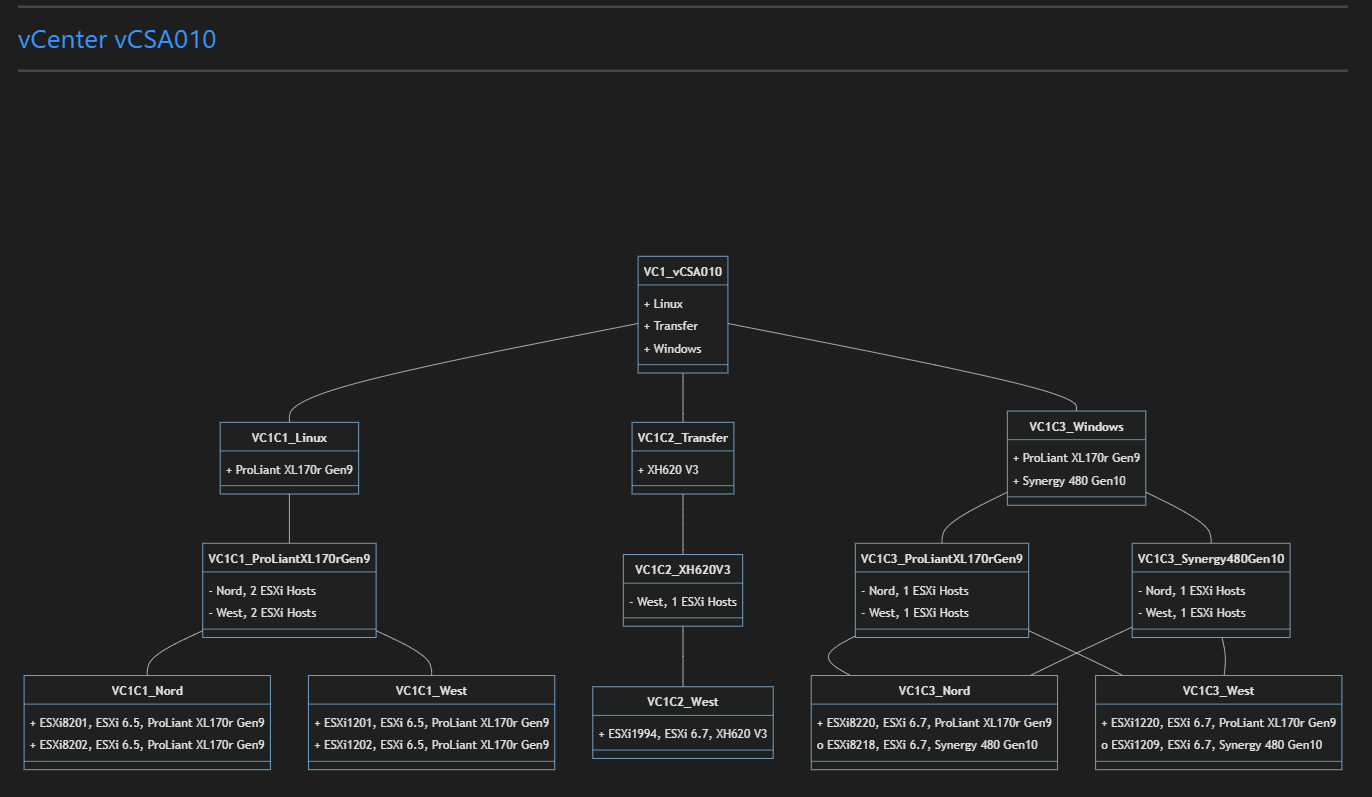 vCenter vCSA010
VC1_vCSA010
+ Linux
+ Transfer
+ Windows
VC1C1_Linux
+ ProLiant XL170r Gen9
VC1C2_Transfer
+ XH620 V3
VC1C3_Windows
+ ProLiant XL170r Gen9
+ Synergy 480 Gen10
VC1C1_ProLiantXL170rGen9
- Nord, 2 ESXi Hosts
- West, 2 ESXi Hosts
VC1C2_XH620V3
- West, 1 ESXi Hosts
VC1C3_ProLiantXL170rGen9
- Nord, 1 ESXi Hosts
- West, 1 ESXi Hosts
VC1C3_Synergy480Gen10
- Nord, 1 ESXi Hosts
- West, 1 ESXi Hosts
VC1C1_Nord
+ ESXi8201, ESXi 6.5, ProLiant XL170r Gen9
+ ESXi8202, ESXi 6.5, ProLiant XL170r Gen9
VC1C1_West
+ ESXi1201, ESXi 6.5, ProLiant XL170r Gen9
+ ESXi1202, ESXi 6.5, ProLiant XL170r Gen9
VC1C2_West
+ ESXi1994, ESXi 6.7, XH620 V3
VC1C3_Nord
+ ESXi8220, ESXi 6.7, ProLiant XL170r Gen9
o ESXi8218, ESXi 6.7, Synergy 480 Gen10
VC1C3_West
+ ESXi1220, ESXi 6.7, ProLiant XL170r Gen9
o ESXi1209, ESXi 6.7, Synergy 480 Gen10